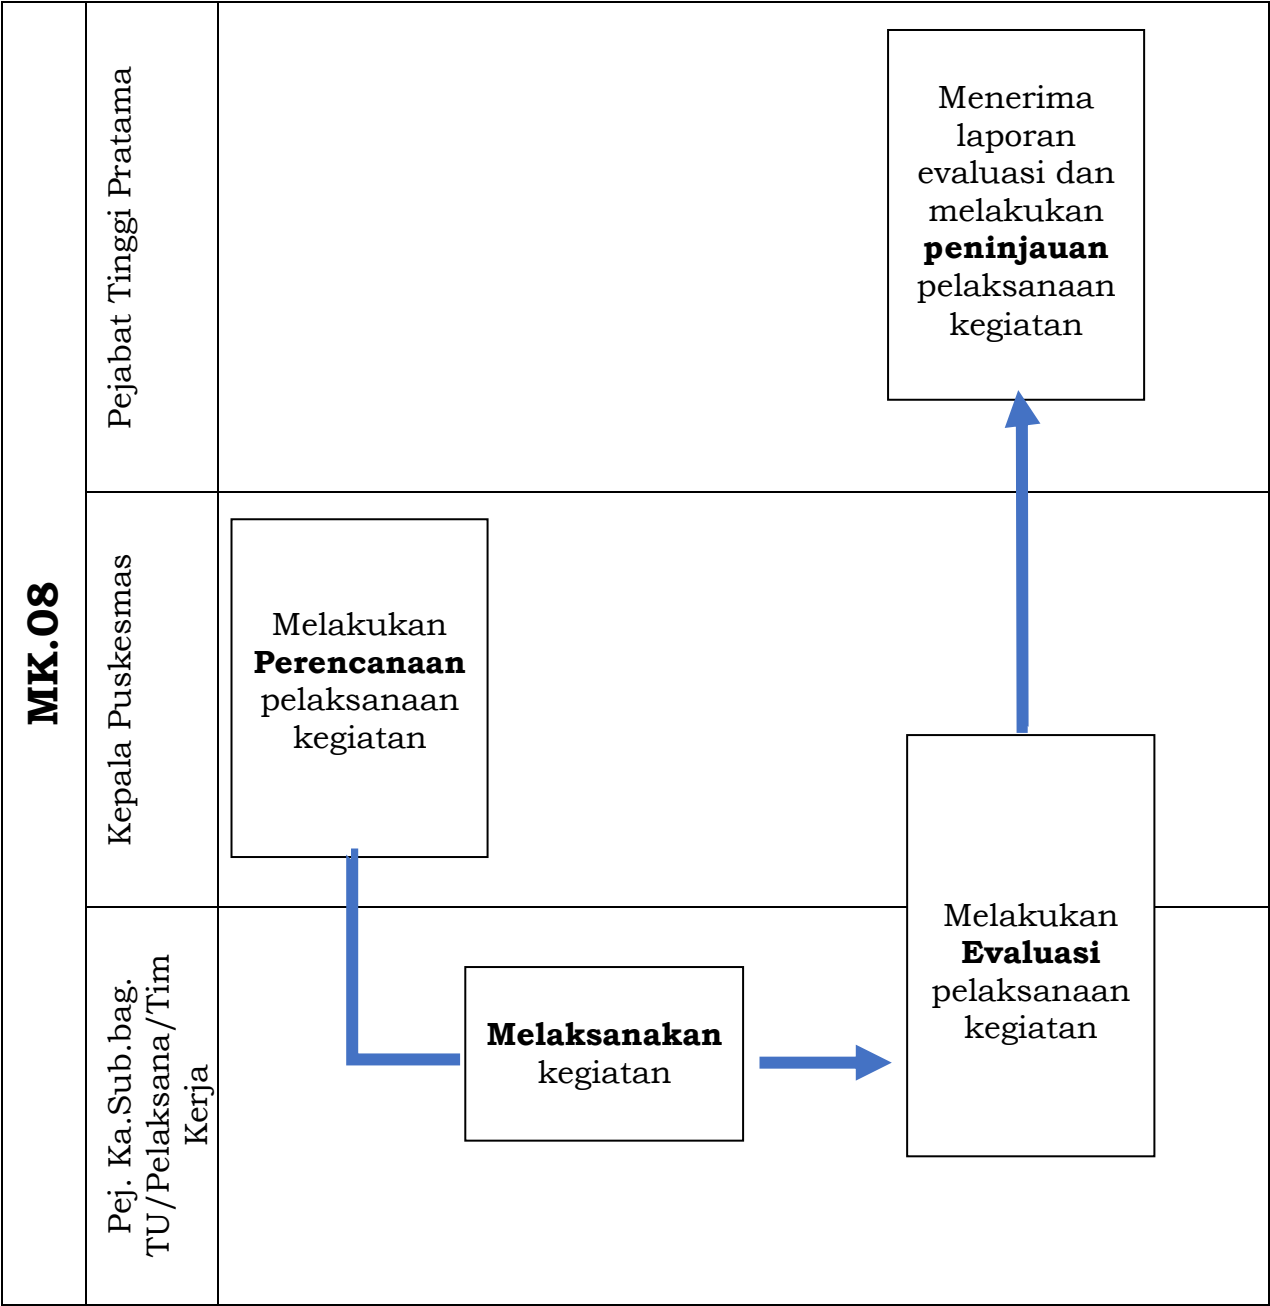 MK.08
Pejabat Tinggi Pratama
Menerima
laporan
evaluasi dan
melakukan
peninjauan
pelaksanaan
kegiatan
Kepala Puskesmas
Melakukan
Perencanaan
pelaksanaan
kegiatan
Pej. Ka.Sub.bag.
TU/Pelaksana/Tim
Kerja
Melaksanakan
kegiatan
Melakukan
Evaluasi
pelaksanaan
kegiatan